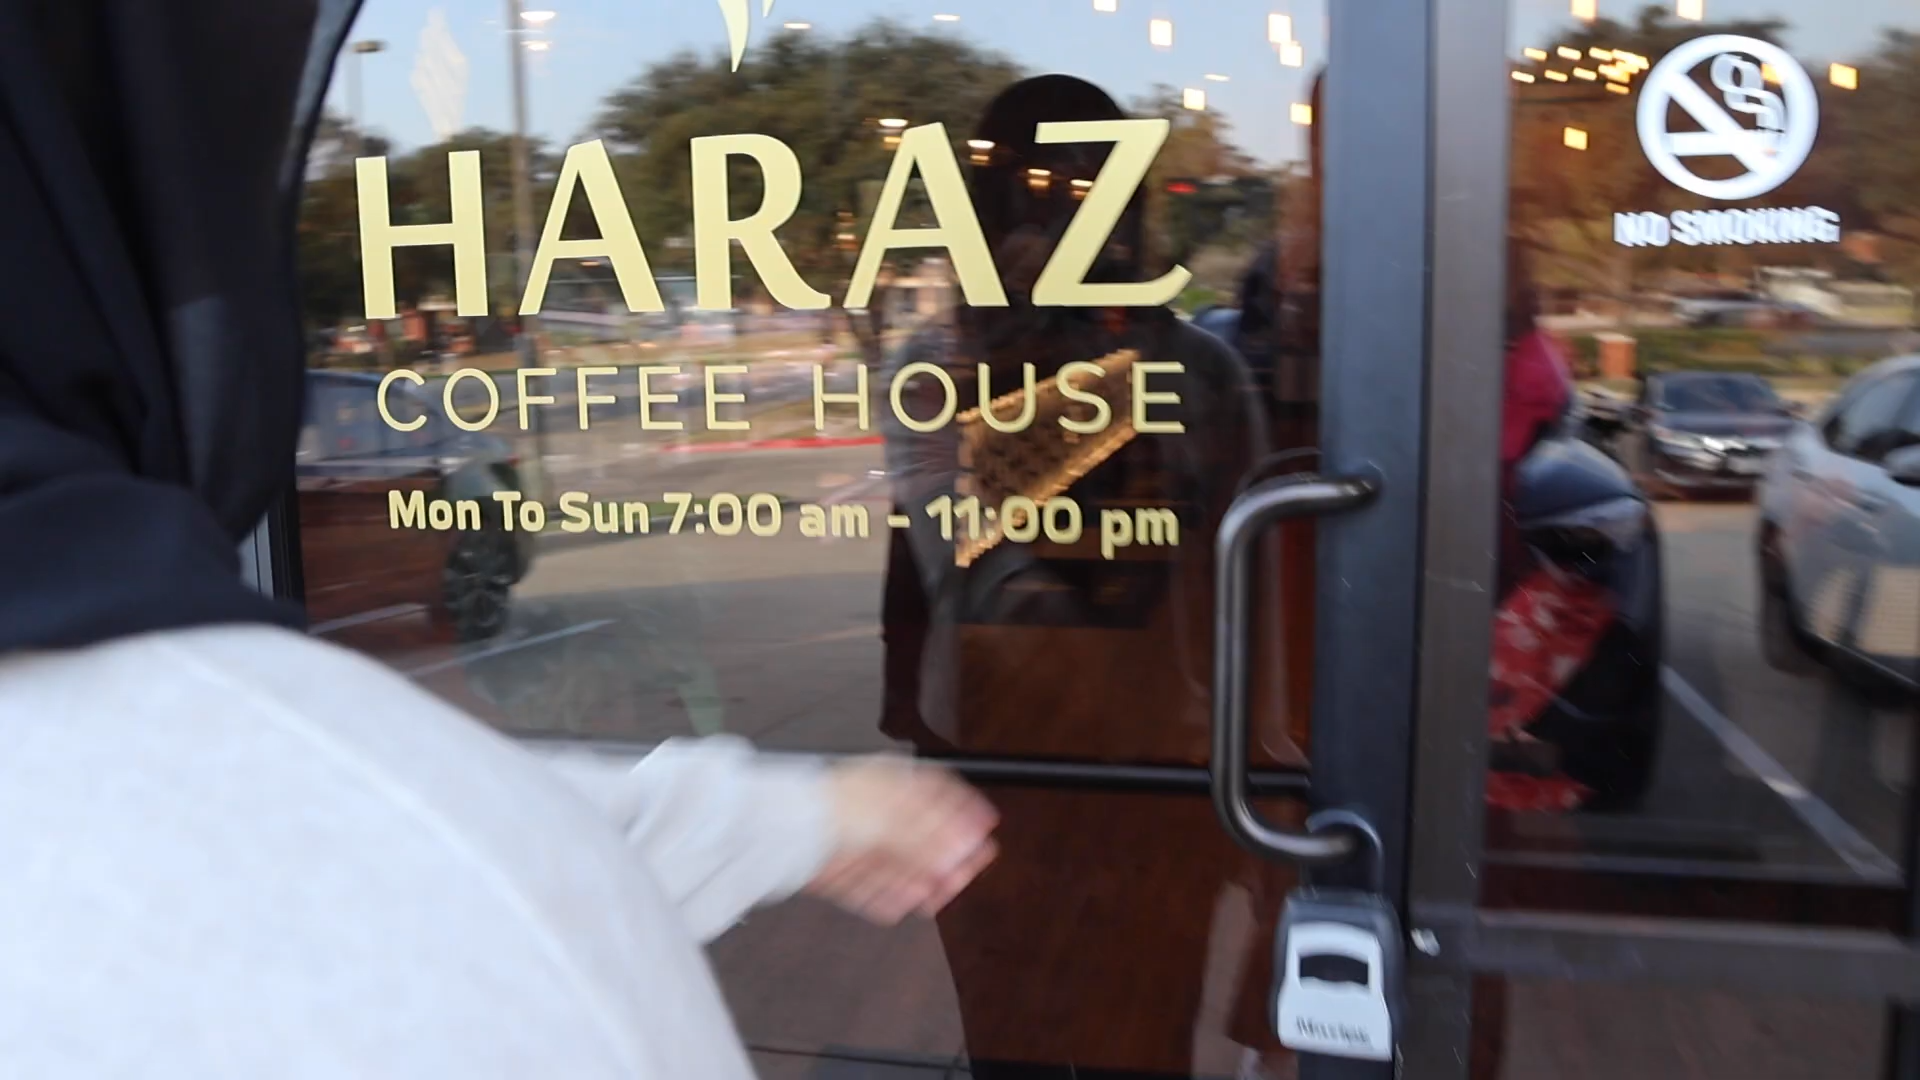 HARAZ
COFFEE HOUSE
Mon To Sun 7:00 am - 11:00 pm
NO SMOKING